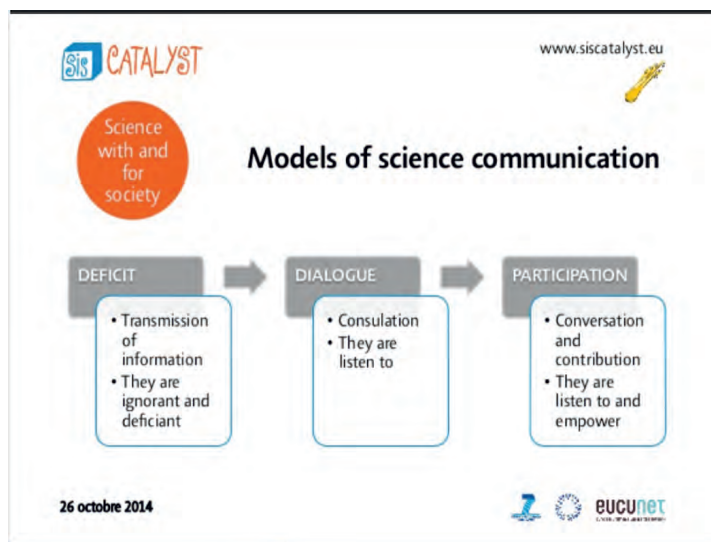 sis CATALYST
www.siscatalyst.eu
Science
with and
for
society
Models of science communication
DEFICIT
• Transmission
of
information
• They are
ignorant and
deficiant
DIALOGUE
• Consulation
• They are
listen to
PARTICIPATION
• Conversation
and
contribution
• They are
listen to and
empower
26 octobre 2014
7
eucunet